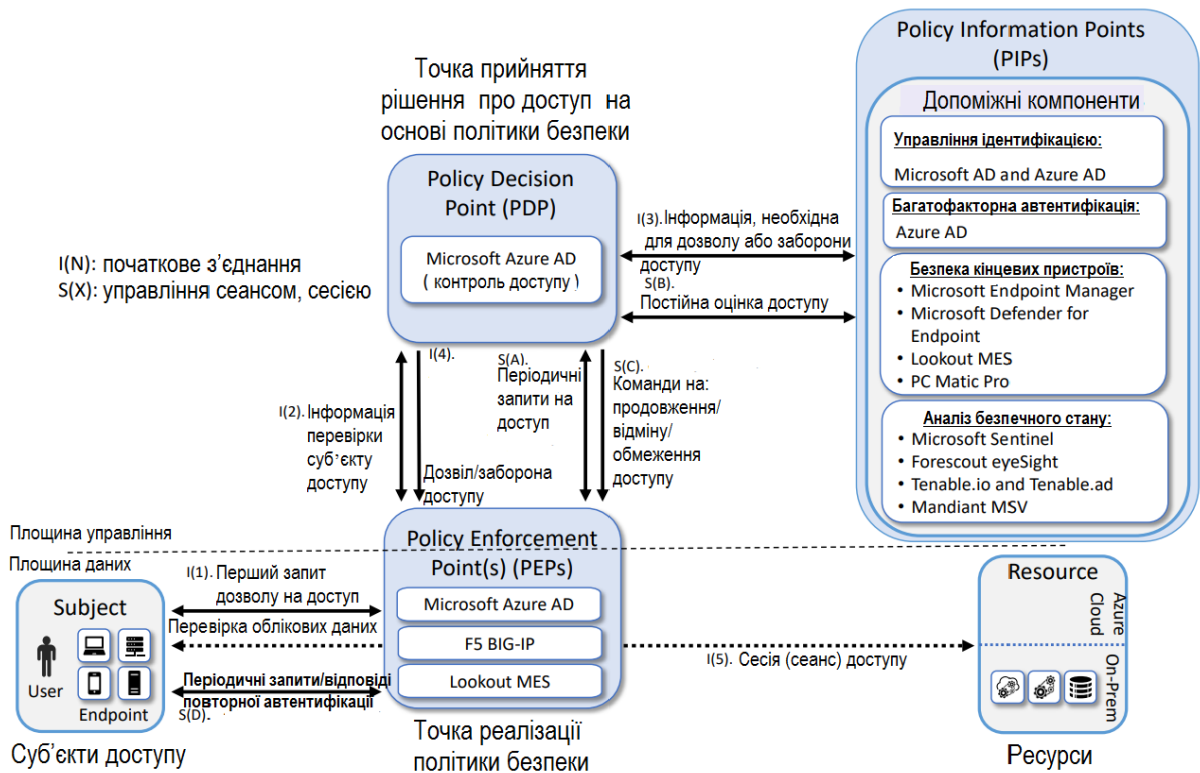 Policy Information Points
(PIPs)
Допоміжні компоненти
Управління ідентифікацією:
Microsoft AD and Azure AD
Багатофакторна автентифікація:
Azure AD
Безпека кінцевих пристроїв:
• Microsoft Endpoint Manager
• Microsoft Defender for
Endpoint
• Lookout MES
• PC Matic Pro
Аналіз безпечного стану:
• Microsoft Sentinel
• Forescout eyeSight
• Tenable.io and Tenable.ad
• Mandiant MSV
Точка прийняття
рішення про доступ на
основі політики безпеки
Policy Decision
Point (PDP)
Microsoft Azure AD
( контроль доступу )
I(3).Інформація, необхідна
для дозволу або заборони
доступу
S(B).
Постійна оцінка доступу
I(N): початкове з’єднання
S(X): управління сеансом, сесією
I(2). Інформація
перевірки
суб’єкту
доступу
I(4).
Дозвіл/заборона
доступу
S(A).
Періодичні
запити на
доступ
S(C).
Команди на:
продовження/
відміну/
обмеження
доступу
Площина управління
Площина даних
Policy Enforcement
Point(s) (PEPs)
Microsoft Azure AD
F5 BIG-IP
Lookout MES
Точка реалізації
політики безпеки
I(1). Перший запит
дозволу на доступ
Перевірка облікових даних
Періодичні запити/відповіді
повторної автентифікації
S(D).
Subject
User
Endpoint
Суб’єкти доступу
I(5). Сесія (сеанс) доступу
Resource
Azure
Cloud
On-Prem
Ресурси